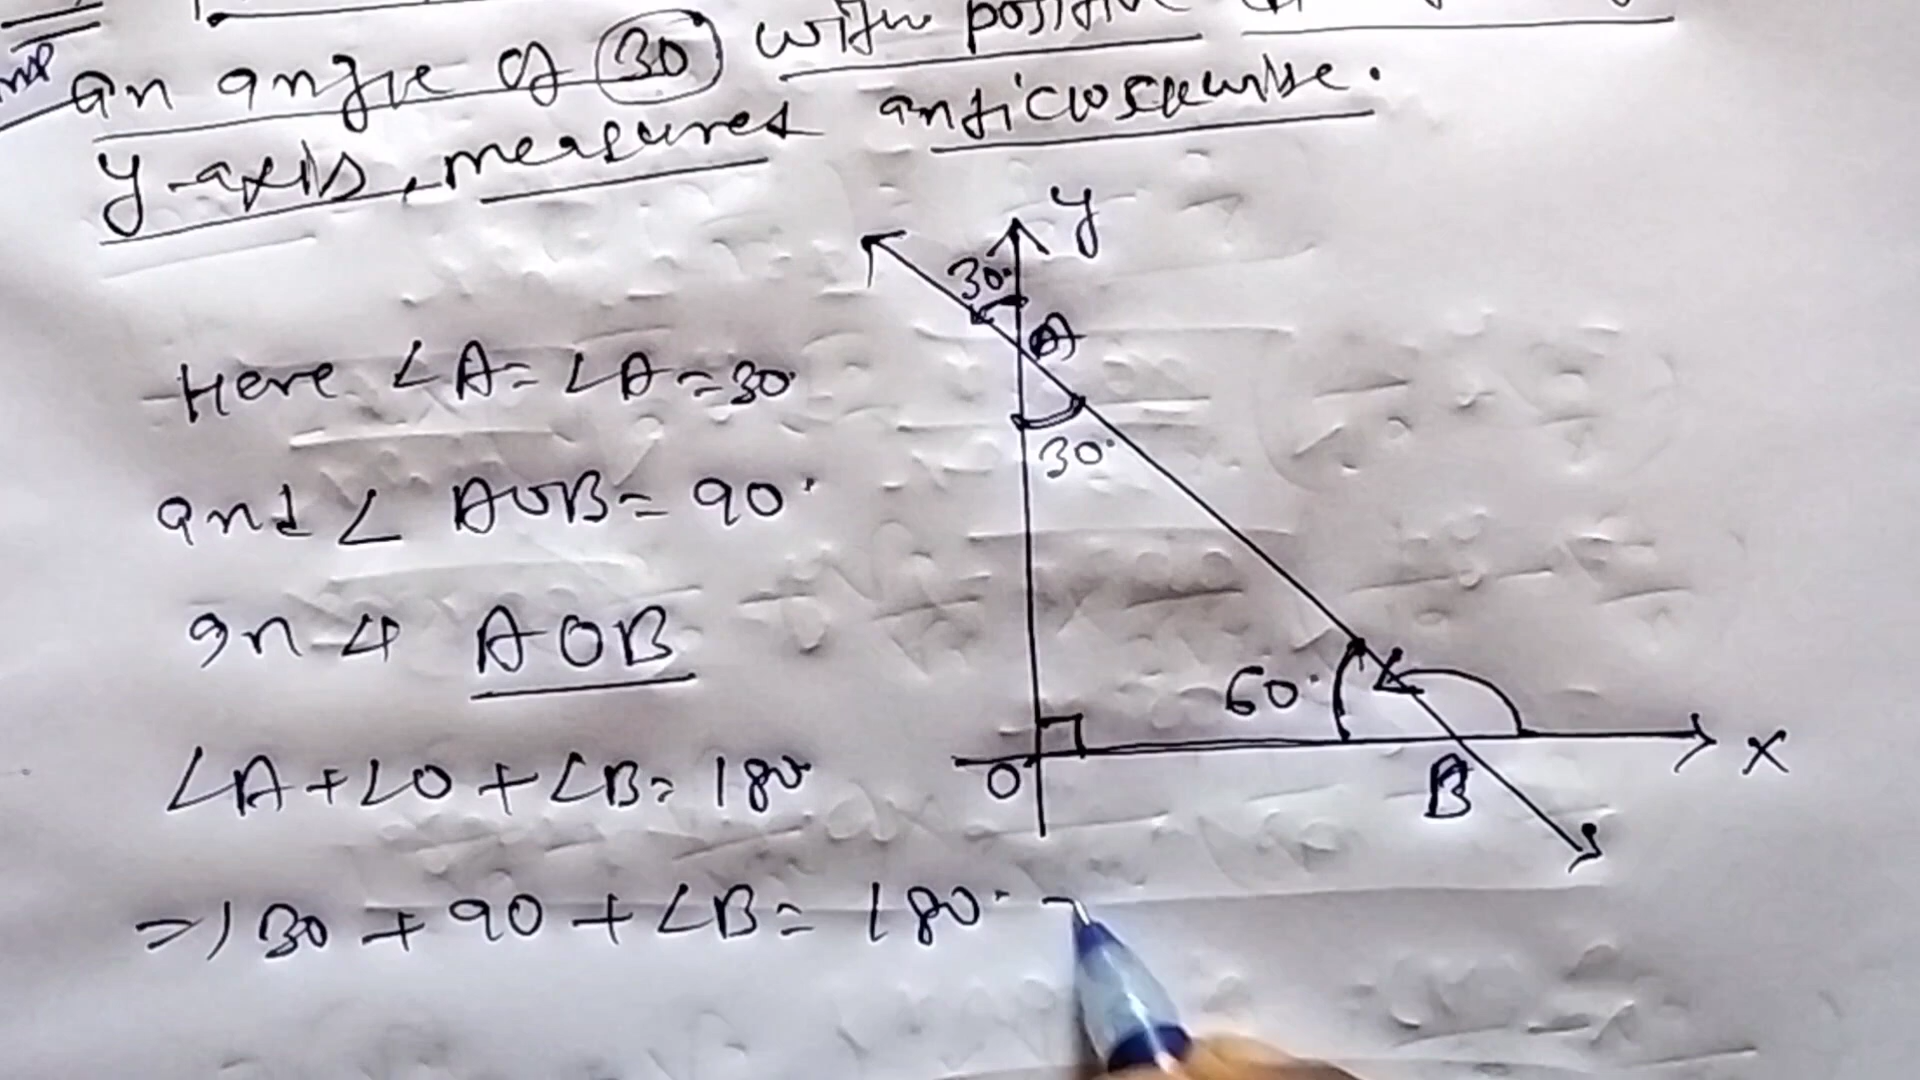 an angle of 30 with positive
y-axis, measures anticlockwise.
y
30°
A
Here ∠A = ∠A = 30°
30°
and ∠ AOB = 90°
In △ AOB
60°
∠A + ∠O + ∠B = 180°
O
B
x
⇒ 30 + 90 + ∠B = 180°